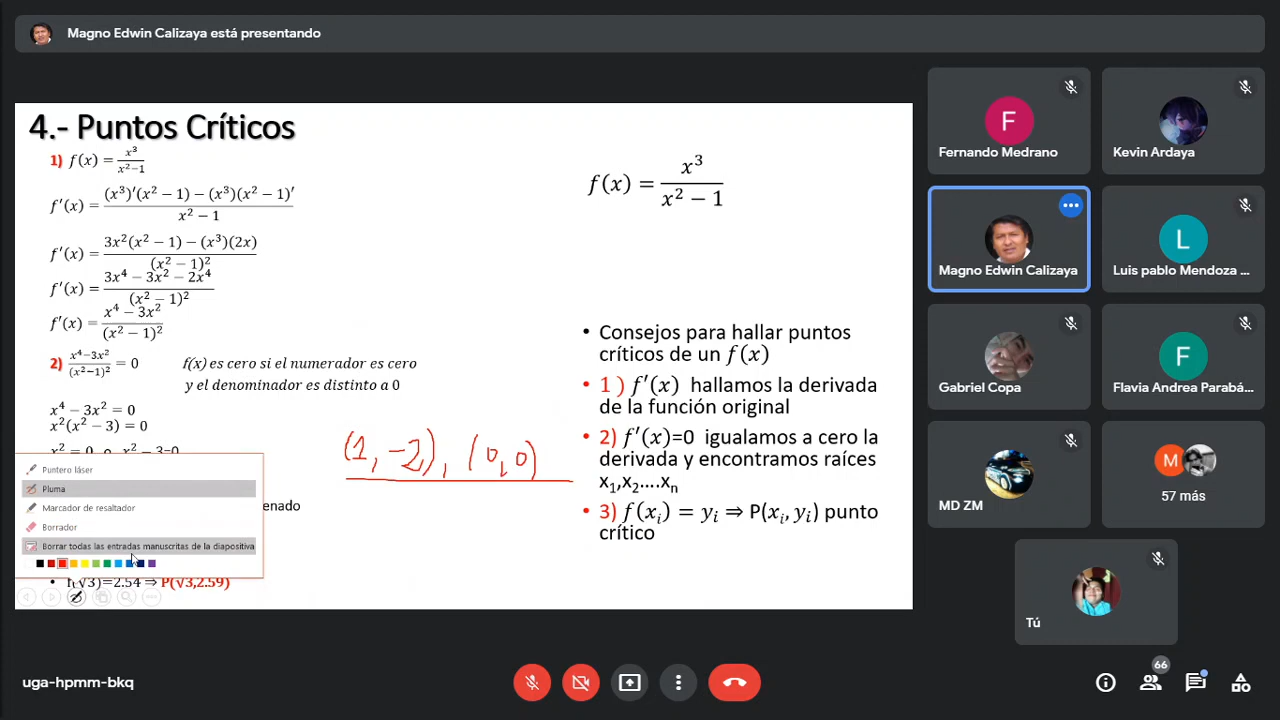 Magno Edwin Calizaya está presentando
4.- Puntos Críticos
1) f(x) = x³/(x²−1)
f′(x) = ((x³)′(x² − 1) − (x³)(x² − 1)′)/(x² − 1)
f′(x) = (3x²(x² − 1) − (x³)(2x))/(x² − 1)²
f′(x) = (3x⁴ − 3x² − 2x⁴)/(x² − 1)²
f′(x) = (x⁴ − 3x²)/(x² − 1)²
2) (x⁴−3x²)/(x²−1)² = 0 f(x) es cero si el numerador es cero
y el denominador es distinto a 0
x⁴ − 3x² = 0
x²(x² − 3) = 0
x² = 0 o x² − 3=0
Puntero láser
Pluma
Marcador de resaltador
enado
Borrador
Borrar todas las entradas manuscritas de la diapositiva
• f(√3)=2.54 ⇒ P(√3,2.59)
(1, -2), (0,0)
f(x) = x³/(x² − 1)
• Consejos para hallar puntos
críticos de un f(x)
• 1 ) f′(x) hallamos la derivada
de la función original
• 2) f′(x)=0 igualamos a cero la
derivada y encontramos raíces
x₁,x₂....xₙ
• 3) f(xᵢ) = yᵢ ⇒ P(xᵢ, yᵢ) punto
crítico
F
Fernando Medrano
Kevin Ardaya
Magno Edwin Calizaya
L
Luis pablo Mendoza ...
Gabriel Copa
F
Flavia Andrea Parabá...
MD ZM
M
57 más
Tú
uga-hpmm-bkq
66